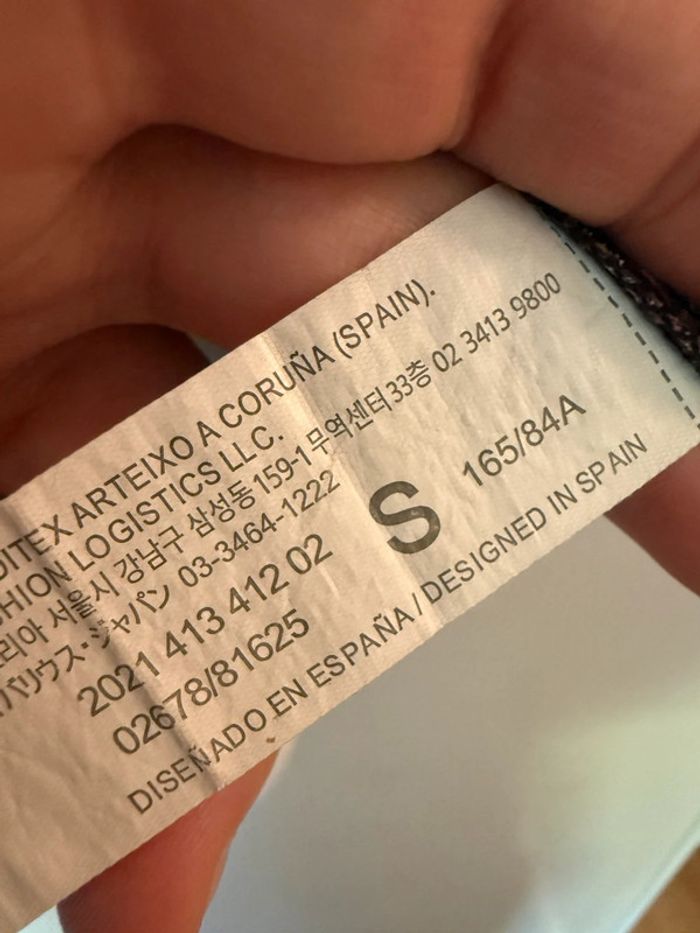 DITEX ARTEIXO A CORUÑA (SPAIN).
HION LOGISTICS LLC.
리아 서울시 강남구 삼성동 159-1 무역센터 33층 02 3413 9800
バリウス・ジャパン 03-3464-1222
2021 413 412 02
02678/81625
S 165/84A
DISEÑADO EN ESPAÑA / DESIGNED IN SPAIN